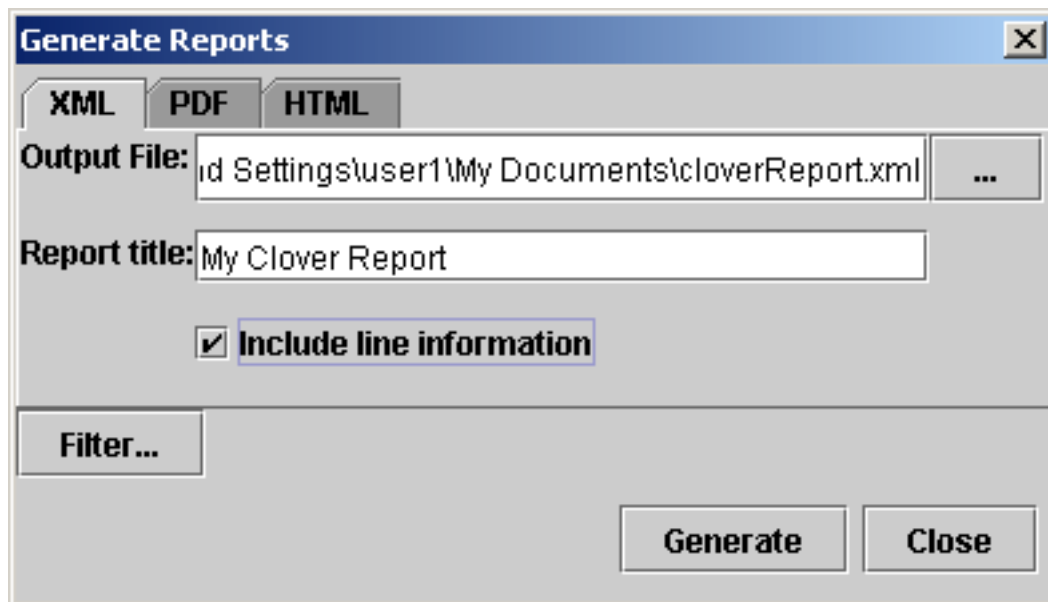 Generate Reports
XML PDF HTML
Output File: d Settings\user1\My Documents\cloverReport.xml ...
Report title: My Clover Report
Include line information
Filter...
Generate Close